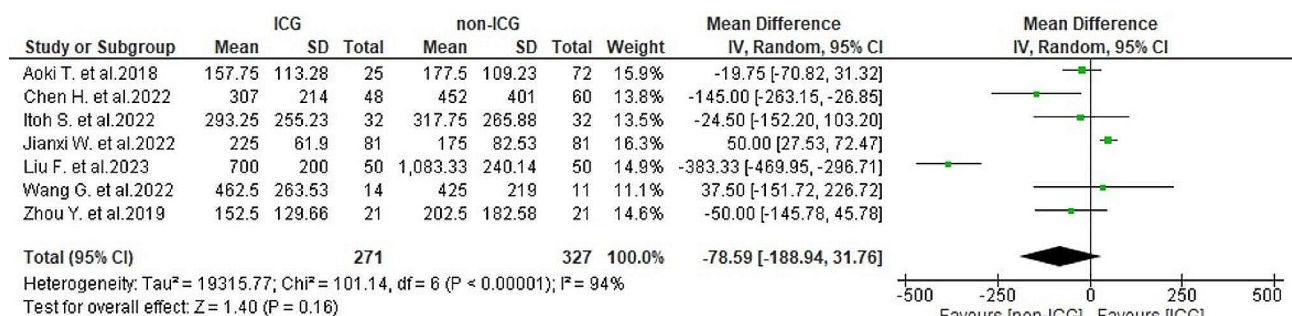 ICG non-ICG Mean Difference Mean Difference
Study or Subgroup Mean SD Total Mean SD Total Weight IV, Random, 95% CI IV, Random, 95% CI
Aoki T. et al.2018 157.75 113.28 25 177.5 109.23 72 15.9% -19.75 [-70.82, 31.32]
Chen H. et al.2022 307 214 48 452 401 60 13.8% -145.00 [-263.15, -26.85]
Itoh S. et al.2022 293.25 255.23 32 317.75 265.88 32 13.5% -24.50 [-152.20, 103.20]
Jianxi W. et al.2022 225 61.9 81 175 82.53 81 16.3% 50.00 [27.53, 72.47]
Liu F. et al.2023 700 200 50 1,083.33 240.14 50 14.9% -383.33 [-469.95, -296.71]
Wang G. et al.2022 462.5 263.53 14 425 219 11 11.1% 37.50 [-151.72, 226.72]
Zhou Y. et al.2019 152.5 129.66 21 202.5 182.58 21 14.6% -50.00 [-145.78, 45.78]
Total (95% CI) 271 327 100.0% -78.59 [-188.94, 31.76]
Heterogeneity: Tau² = 19315.77; Chi² = 101.14, df = 6 (P < 0.00001); I² = 94%
Test for overall effect: Z = 1.40 (P = 0.16)
-500 -250 0 250 500
Favours [non-ICG] Favours [ICG]